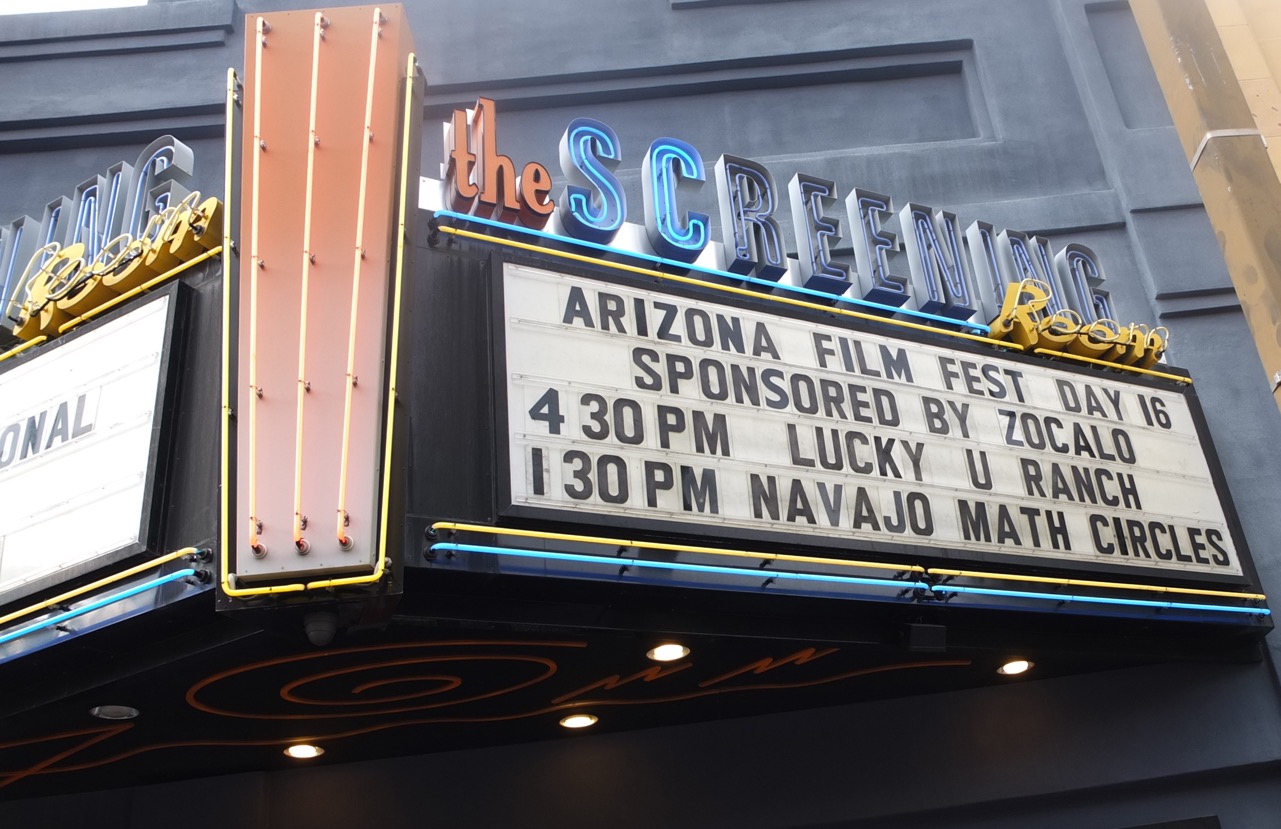 the SCREENING
Room
ARIZONA FILM FEST DAY 16
SPONSORED BY ZOCALO
4 30 PM LUCKY U RANCH
1 30 PM NAVAJO MATH CIRCLES
Room
ONAL